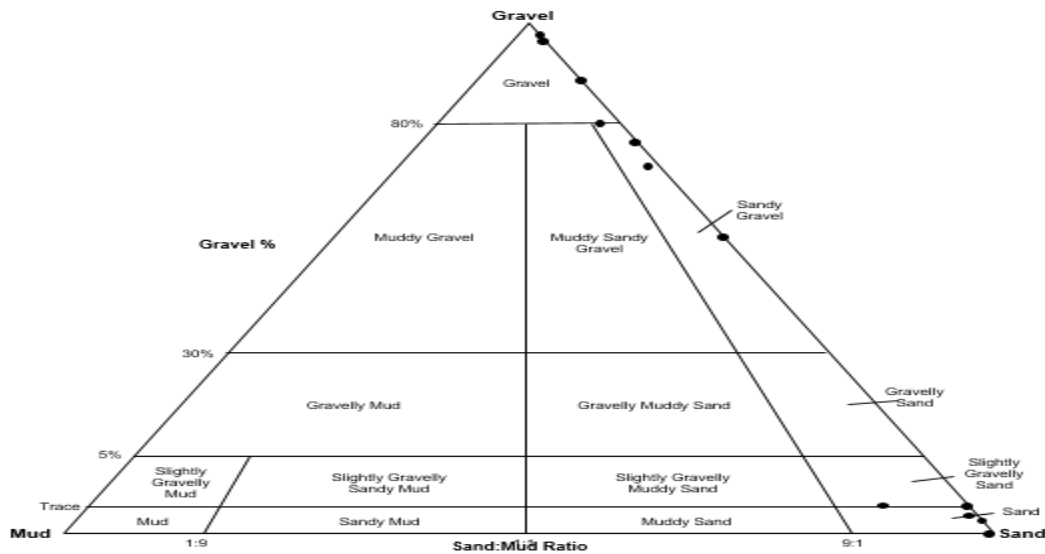 Gravel
Gravel
80%
Sandy
Gravel
Muddy Gravel
Muddy Sandy
Gravel
Gravel %
30%
Gravelly
Sand
Gravelly Mud
Gravelly Muddy Sand
5%
Slightly
Gravelly
Mud
Slightly Gravelly
Sandy Mud
Slightly Gravelly
Muddy Sand
Slightly
Gravelly
Sand
Trace
Mud
Mud
Sandy Mud
Muddy Sand
Sand
Sand
1:9
Sand:Mud Ratio
9:1